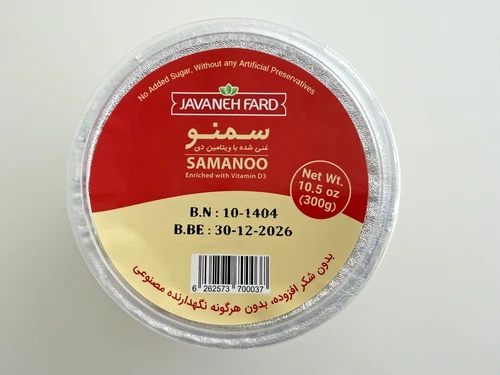 No Added Sugar, Without any Artificial Preservatives
JAVANEH FARD
سمنو
غنی شده با ویتامین دی
SAMANOO
Enriched with Vitamin D3
Net Wt.
10.5 oz
(300g)
B.N : 10-1404
B.BE : 30-12-2026
6 262573 700037
بدون شکر افزوده، بدون هرگونه نگهدارنده مصنوعی